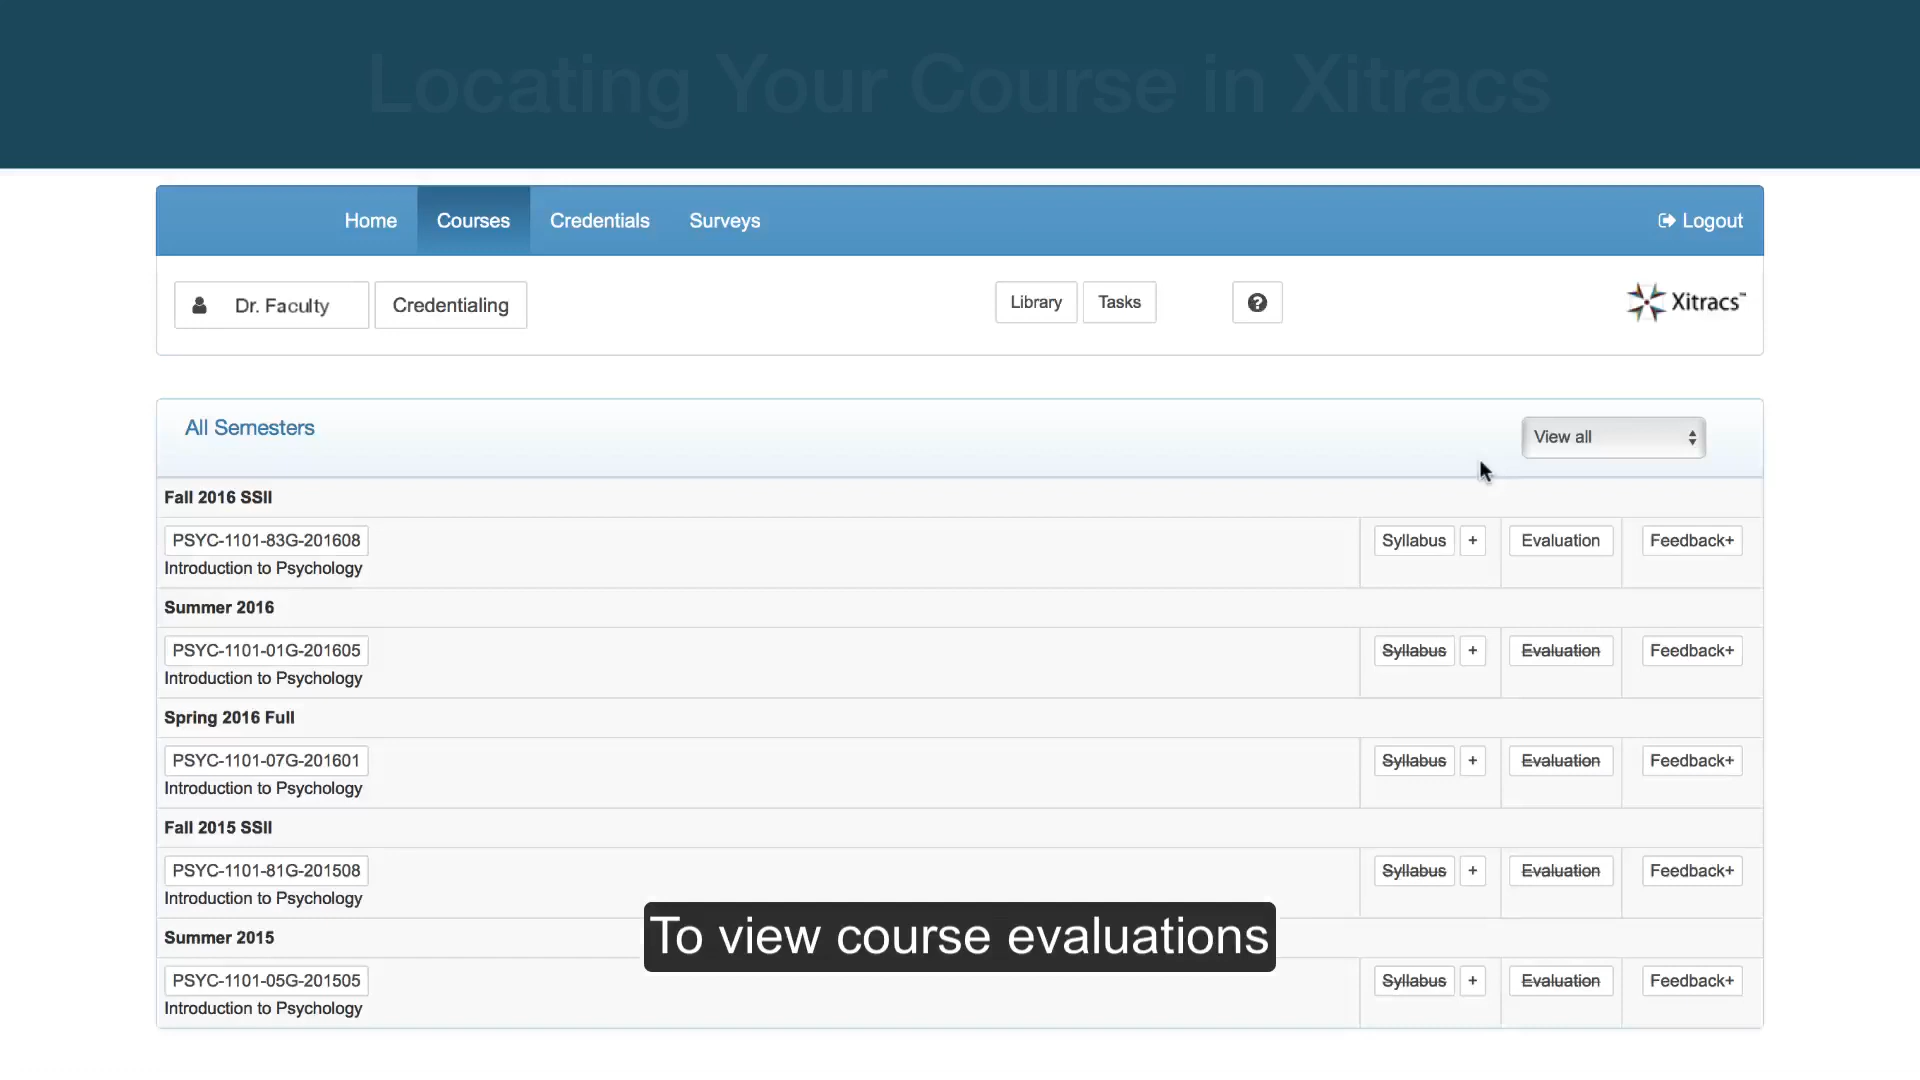 Locating Your Course in Xitracs
Home Courses Credentials Surveys Logout
Dr. Faculty Credentialing Library Tasks Xitracs™
All Semesters View all
Fall 2016 SSII
PSYC-1101-83G-201608 Syllabus + Evaluation Feedback+
Introduction to Psychology
Summer 2016
PSYC-1101-01G-201605 Syllabus + Evaluation Feedback+
Introduction to Psychology
Spring 2016 Full
PSYC-1101-07G-201601 Syllabus + Evaluation Feedback+
Introduction to Psychology
Fall 2015 SSII
PSYC-1101-81G-201508 Syllabus + Evaluation Feedback+
Introduction to Psychology
Summer 2015
To view course evaluations
PSYC-1101-05G-201505 Syllabus + Evaluation Feedback+
Introduction to Psychology